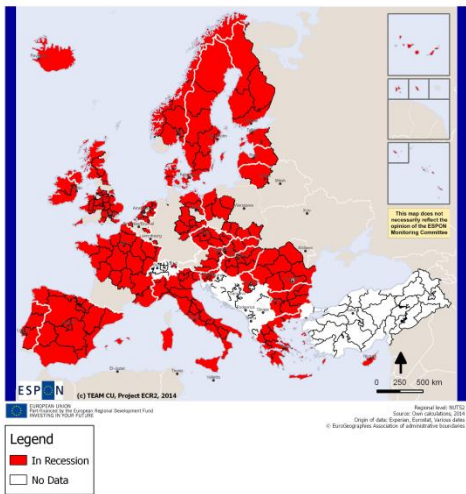 This map does not
necessarily reflect the
opinion of the ESPON
Monitoring Committee
ESPON
(c) TEAM CU, Project ECR2, 2014
0 250 500 km
EUROPEAN UNION
Part-financed by the European Regional Development Fund
INVESTING IN YOUR FUTURE
Regional level: NUTS2
Source: Own calculations, 2014
Origin of data: Experian, Eurostat, Various dates
© EuroGeographics Association of administrative boundaries
Legend
In Recession
No Data